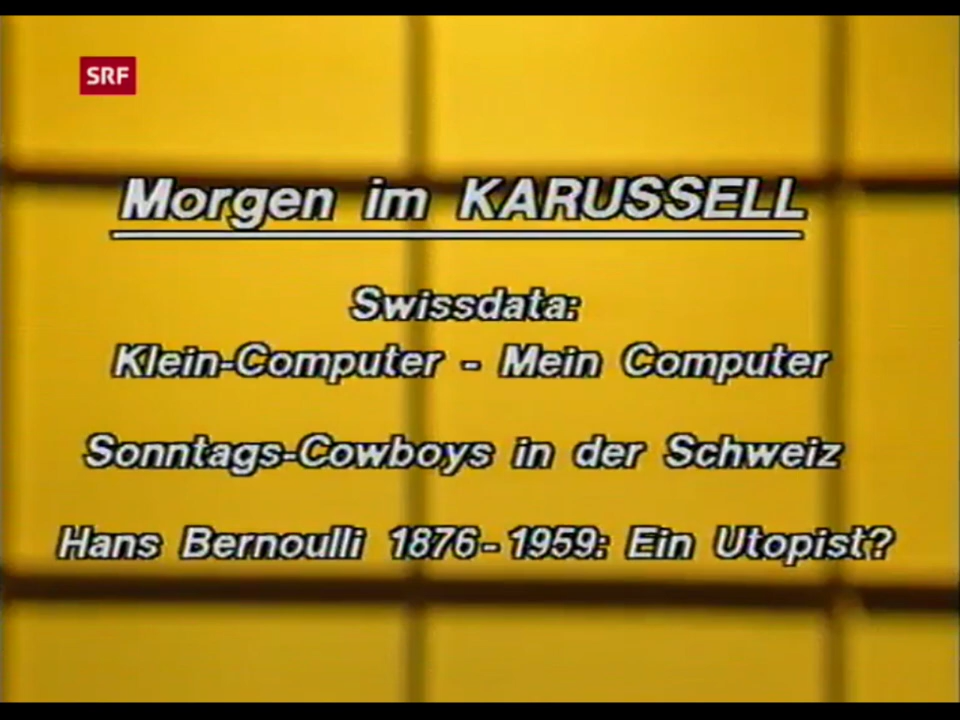 SRF
Morgen im KARUSSELL
Swissdata:
Klein-Computer - Mein Computer
Sonntags-Cowboys in der Schweiz
Hans Bernoulli 1876-1959: Ein Utopist?